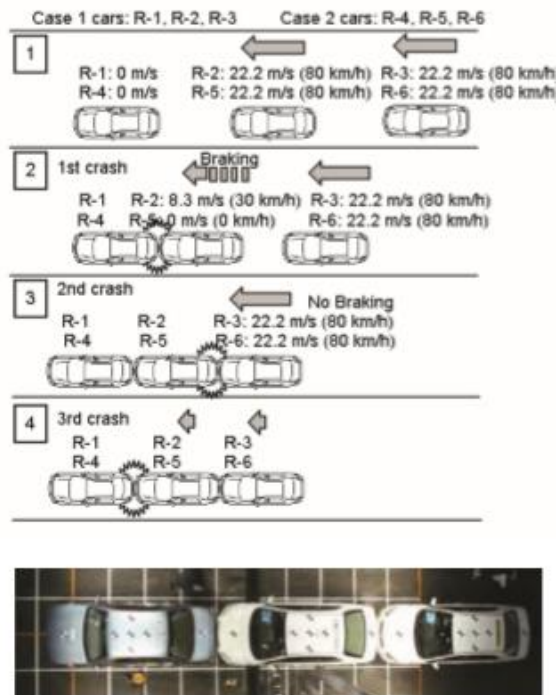 Case 1 cars: R-1, R-2, R-3 Case 2 cars: R-4, R-5, R-6
1
R-1: 0 m/s R-2: 22.2 m/s (80 km/h) R-3: 22.2 m/s (80 km/h
R-4: 0 m/s R-5: 22.2 m/s (80 km/h) R-6: 22.2 m/s (80 km/h
2 1st crash Braking
R-1 R-2: 8.3 m/s (30 km/h) R-3: 22.2 m/s (80 km/h)
R-4 R-5: 0 m/s (0 km/h) R-6: 22.2 m/s (80 km/h)
3 2nd crash No Braking
R-1 R-2 R-3: 22.2 m/s (80 km/h)
R-4 R-5 R-6: 22.2 m/s (80 km/h)
4 3rd crash
R-1 R-2 R-3
R-4 R-5 R-6